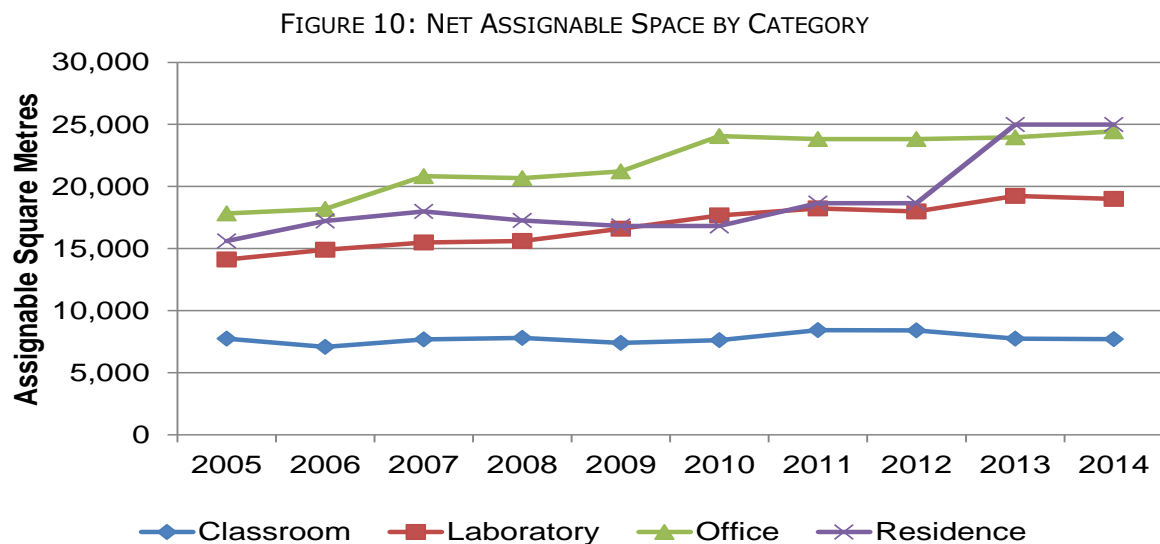 FIGURE 10: NET ASSIGNABLE SPACE BY CATEGORY
Assignable Square Metres
30,000
25,000
20,000
15,000
10,000
5,000
0
2005 2006 2007 2008 2009 2010 2011 2012 2013 2014
Classroom Laboratory Office Residence